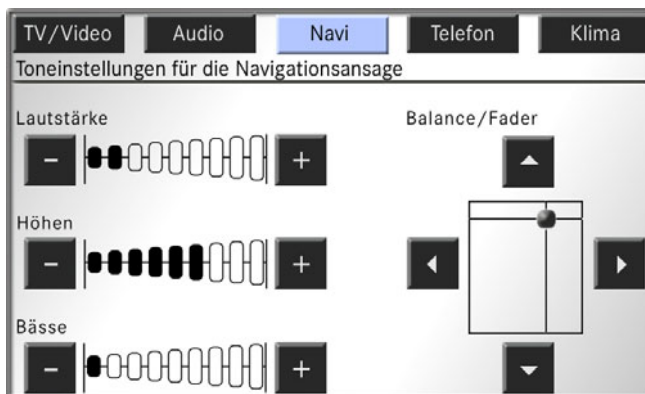 TV/Video Audio Navi Telefon Klima
Toneinstellungen für die Navigationsansage
Lautstärke Balance/Fader
- +
Höhen
- +
Bässe
- +